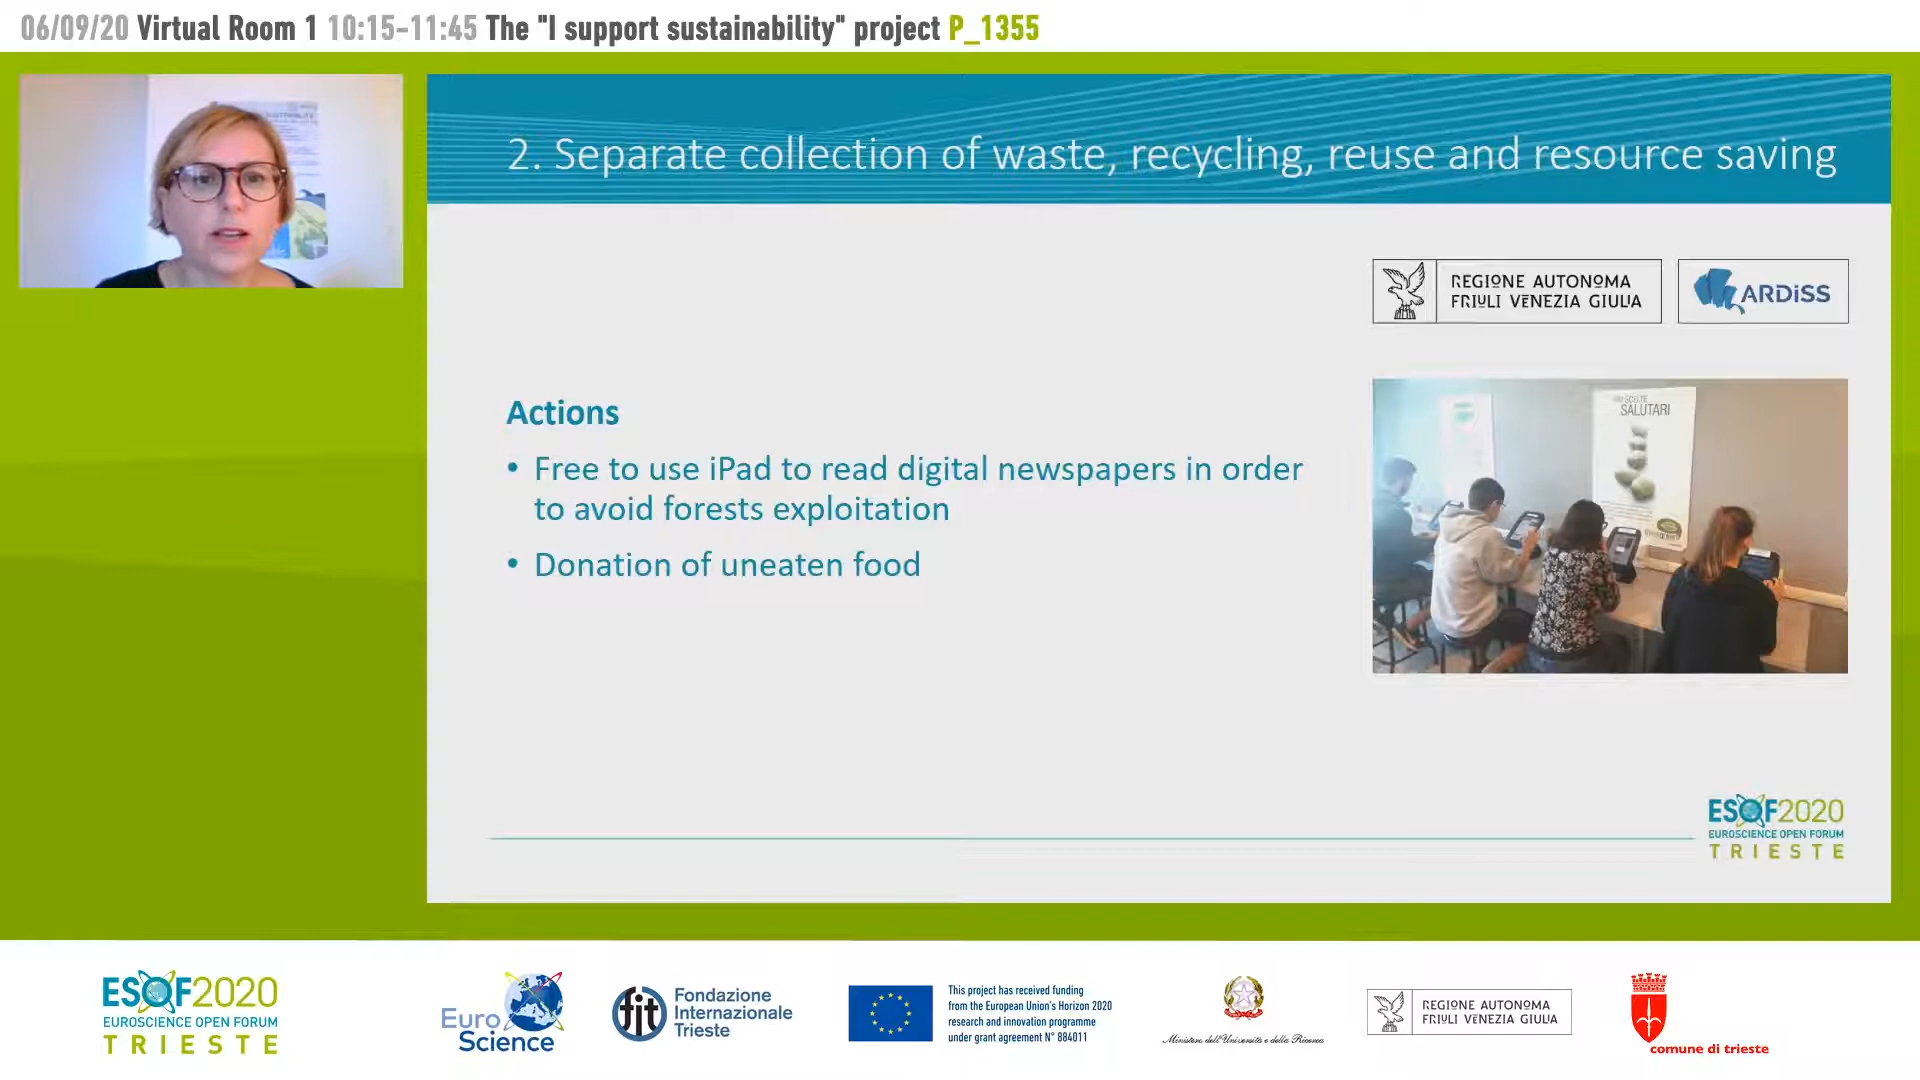 06/09/20 Virtual Room 1 10:15-11:45 The "I support sustainability" project P_1355
2. Separate collection of waste, recycling, reuse and resource saving
REGIONE AUTONOMA
FRIULI VENEZIA GIULIA
ARDiSS
Actions
• Free to use iPad to read digital newspapers in order
to avoid forests exploitation
• Donation of uneaten food
SALUTARI
ESOF2020
EUROSCIENCE OPEN FORUM
TRIESTE
ESOF2020
EUROSCIENCE OPEN FORUM
TRIESTE
Euro
Science
fit
Fondazione
Internazionale
Trieste
This project has received funding
from the European Union's Horizon 2020
research and innovation programme
under grant agreement N° 884011
Ministero dell'Università e della Ricerca
REGIONE AUTONOMA
FRIULI VENEZIA GIULIA
comune di trieste